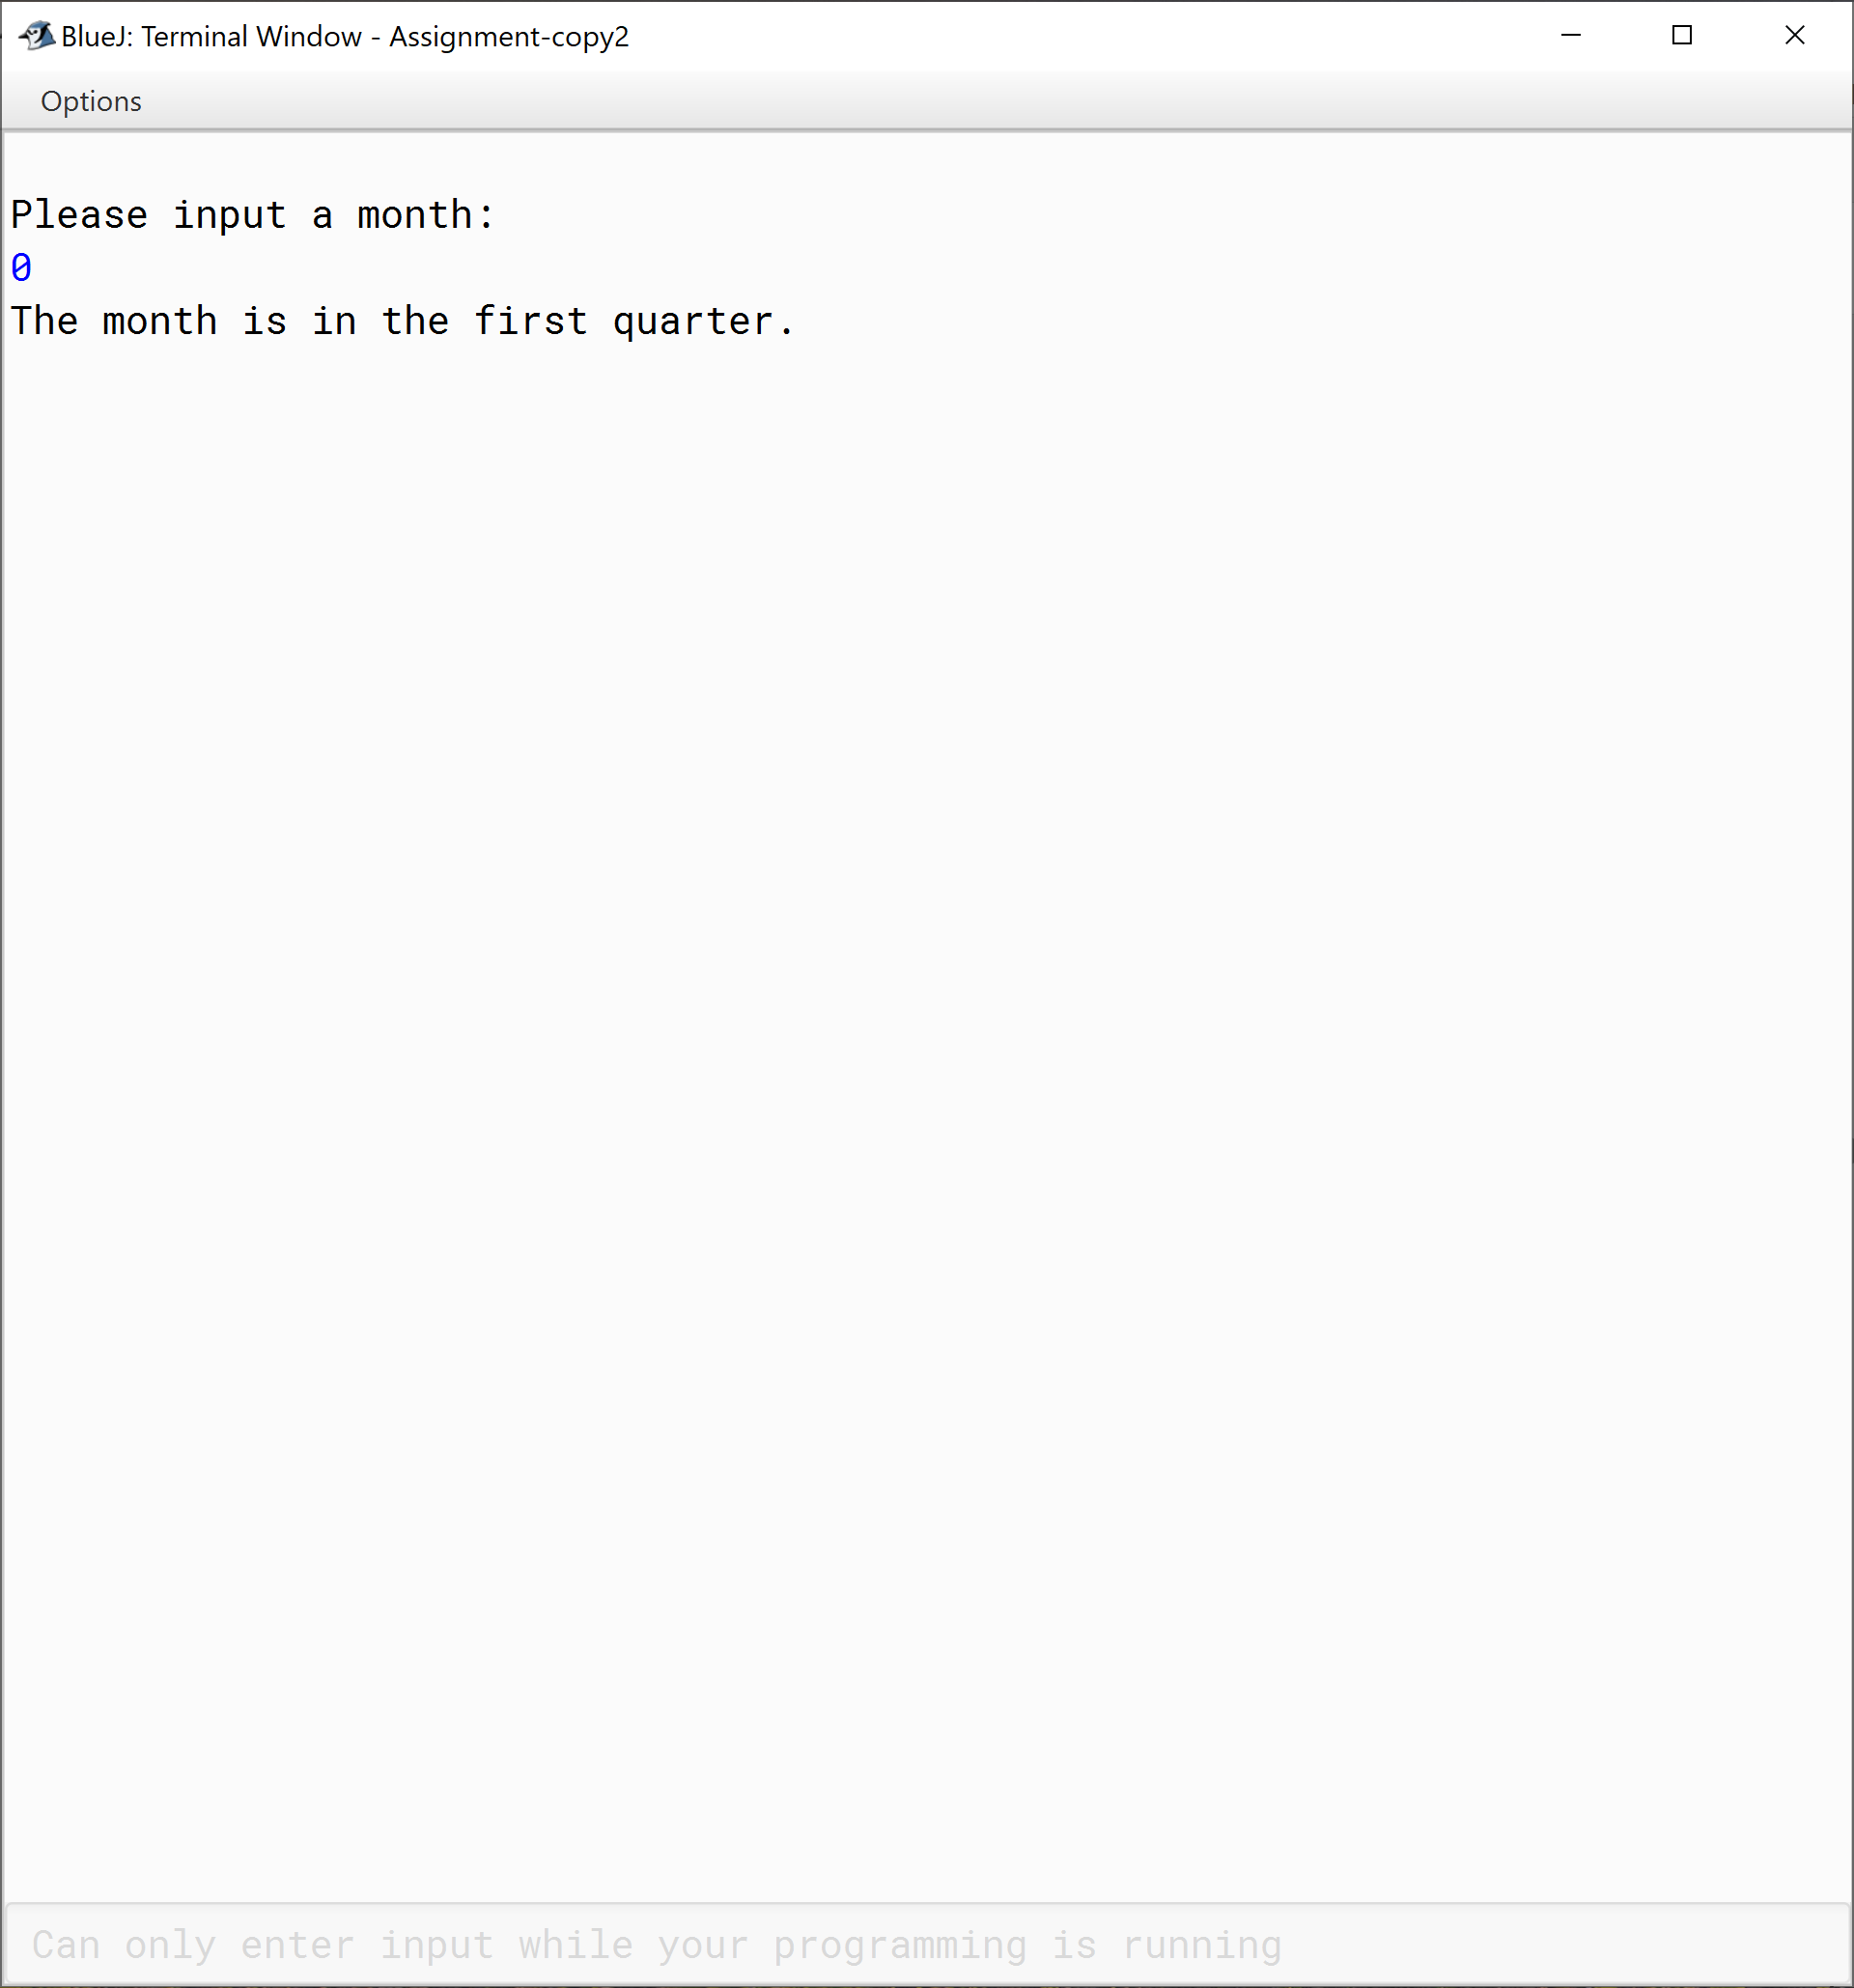 BlueJ: Terminal Window - Assignment-copy2
Options
Please input a month:
0
The month is in the first quarter.
Can only enter input while your programming is running